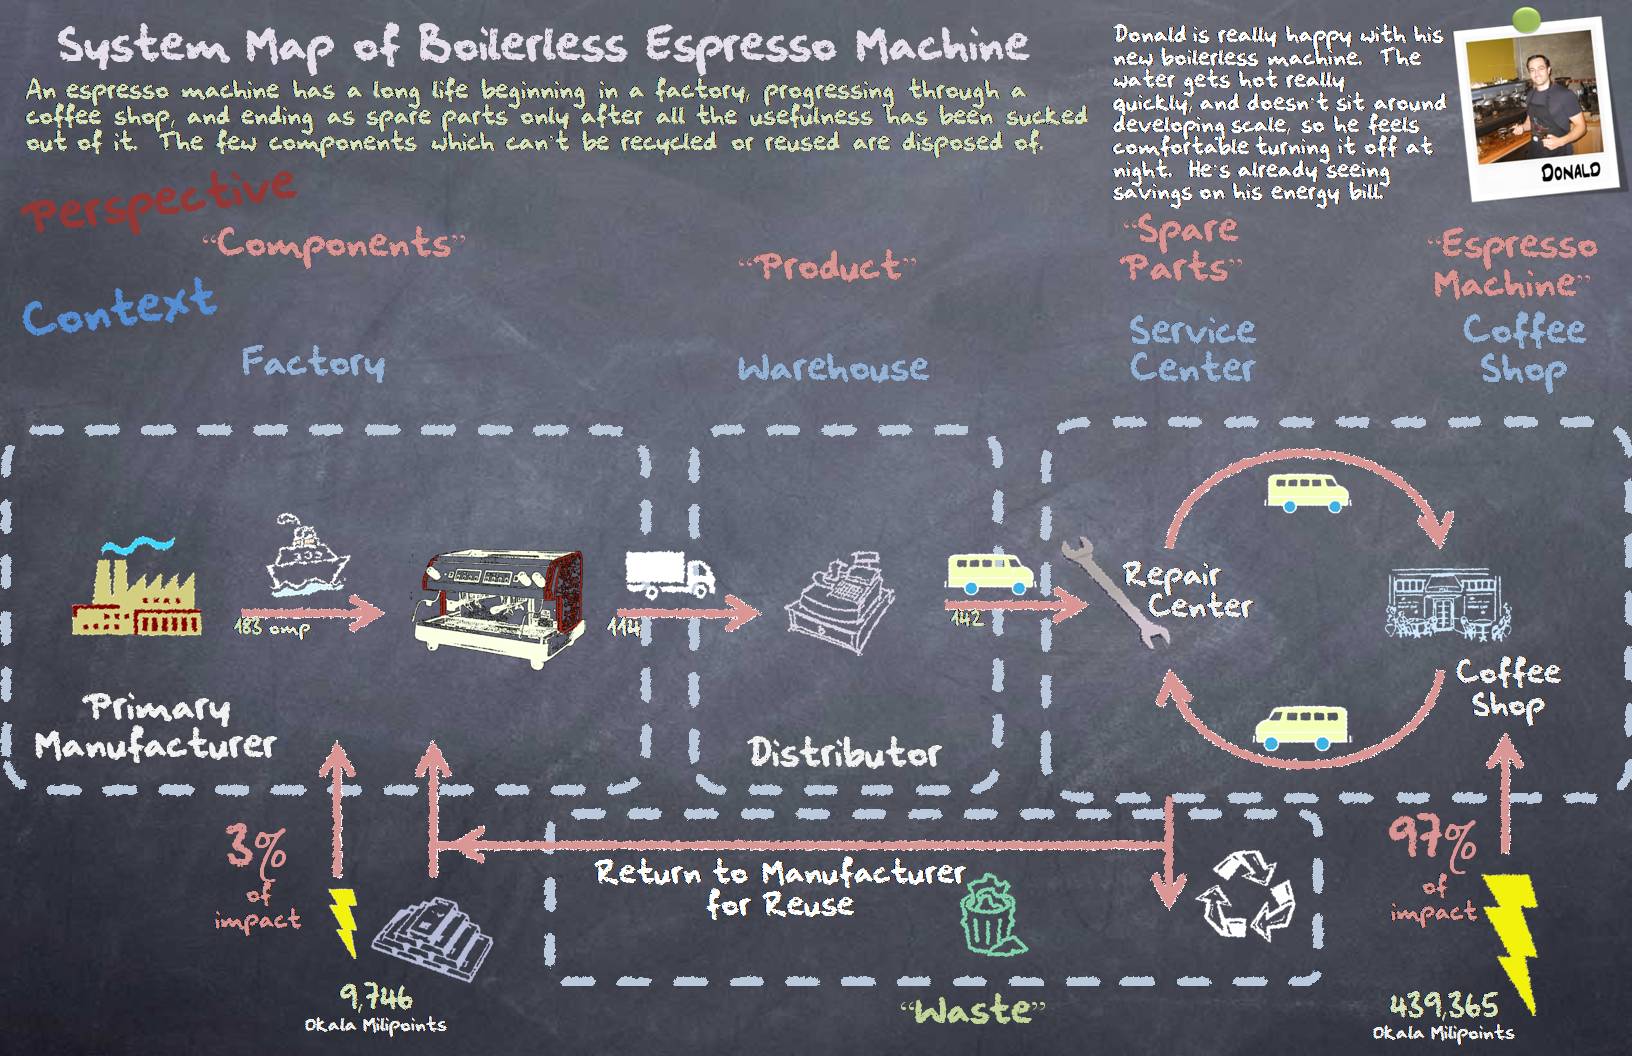 System Map of Boilerless Espresso Machine
An espresso machine has a long life beginning in a factory, progressing through a
coffee shop, and ending as spare parts only after all the usefulness has been sucked
out of it. The few components which can't be recycled or reused are disposed of.
Donald is really happy with his
new boilerless machine. The
water gets hot really
quickly, and doesn't sit around
developing scale, so he feels
comfortable turning it off at
night. He's already seeing
savings on his energy bill.
DONALD
Perspective
"Components"
"Product"
"Spare
Parts"
"Espresso
Machine"
Context
Factory
Warehouse
Service
Center
Coffee
Shop
183 omp
114
142
Repair
Center
Primary
Manufacturer
Distributor
Coffee
Shop
3%
of
impact
Return to Manufacturer
for Reuse
97%
of
impact
9,746
Okala Milipoints
"Waste"
439,365
Okala Milipoints